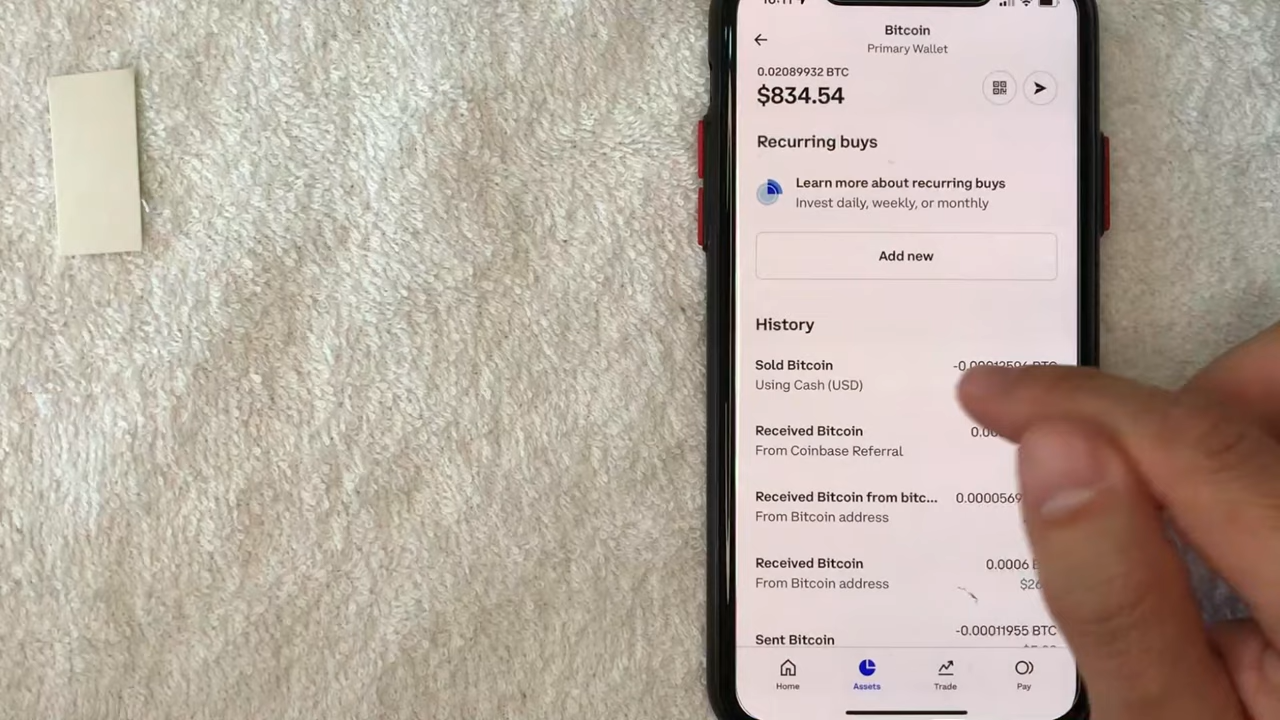 Bitcoin
Primary Wallet
0.02089932 BTC
$834.54
Recurring buys
Learn more about recurring buys
Invest daily, weekly, or monthly
Add new
History
Sold Bitcoin
Using Cash (USD)
Received Bitcoin
From Coinbase Referral
Received Bitcoin from bitc...
From Bitcoin address
Received Bitcoin 0.0006
From Bitcoin address
Sent Bitcoin -0.00011955 BTC
Home Assets Trade Pay